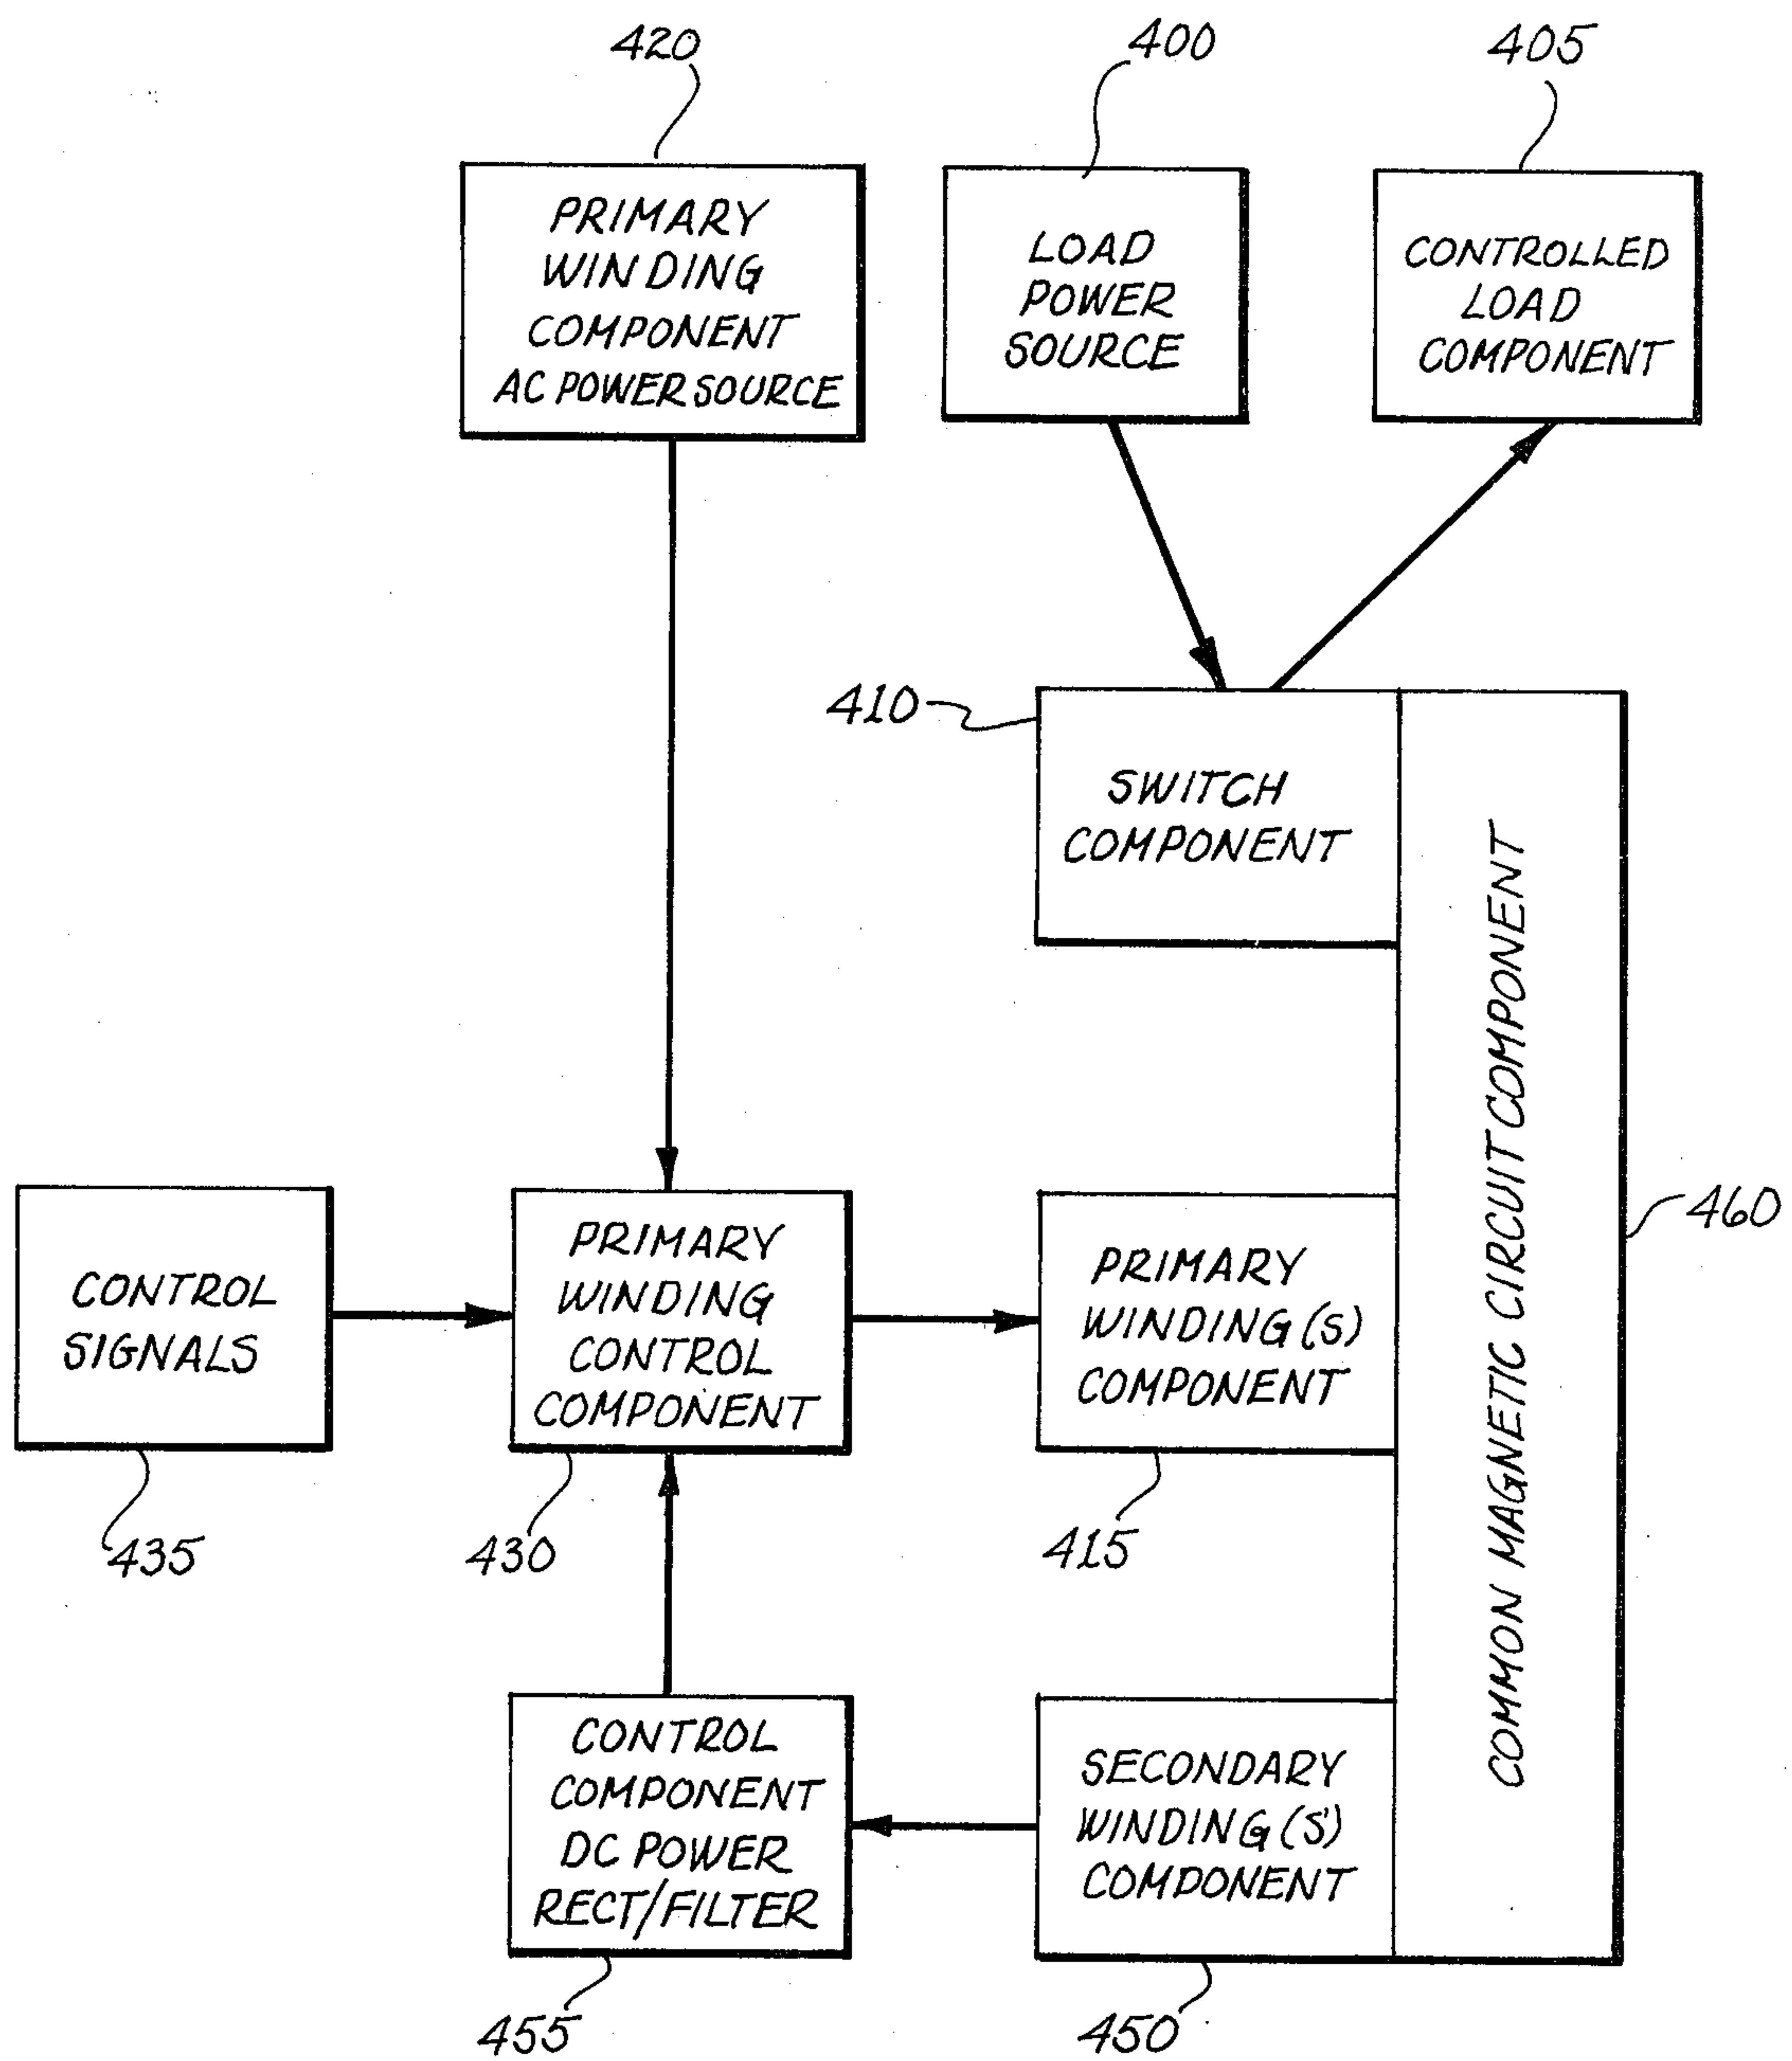 420
400
405
PRIMARY
WINDING
COMPONENT
AC POWER SOURCE
LOAD
POWER
SOURCE
CONTROLLED
LOAD
COMPONENT
410
SWITCH
COMPONENT
COMMON MAGNETIC CIRCUIT COMPONENT
460
CONTROL
SIGNALS
435
PRIMARY
WINDING
CONTROL
COMPONENT
430
PRIMARY
WINDING(S)
COMPONENT
415
CONTROL
COMPONENT
DC POWER
RECT/FILTER
455
SECONDARY
WINDING(S)
COMPONENT
450